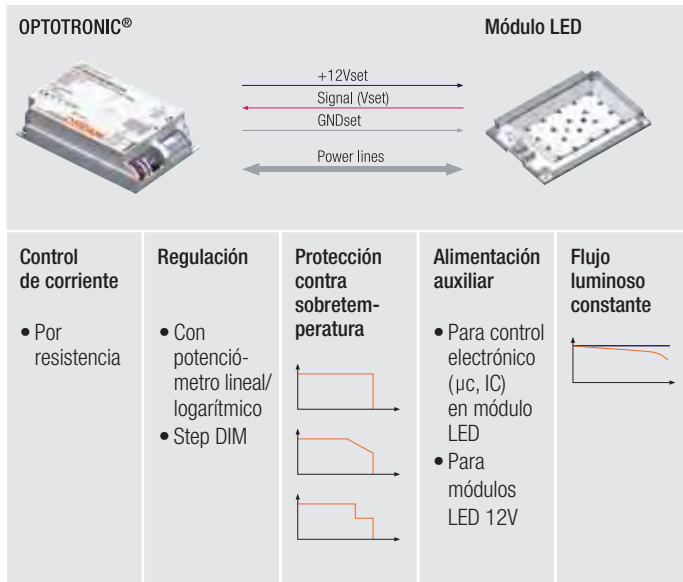 OPTOTRONIC®
Módulo LED
+12Vset
Signal (Vset)
GNDset
Power lines
OSRAM
Control
de corriente
• Por
resistencia
Regulación
• Con
potenció-
metro lineal/
logarítmico
• Step DIM
Protección
contra
sobretem-
peratura
Alimentación
auxiliar
• Para control
electrónico
(µc, IC)
en módulo
LED
• Para
módulos
LED 12V
Flujo
luminoso
constante